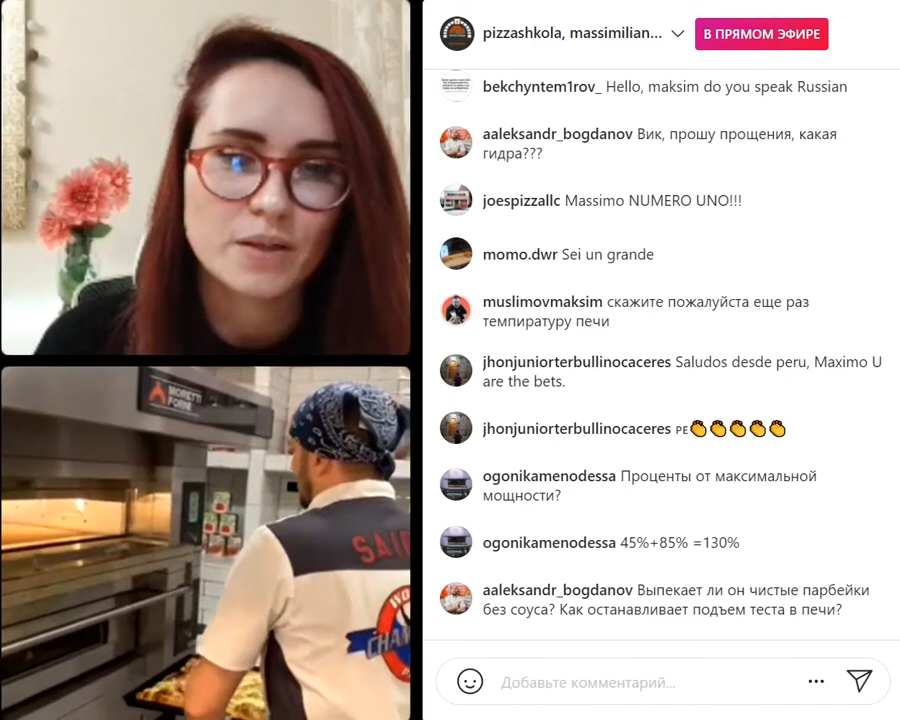 pizzashkola, massimilian...
В ПРЯМОМ ЭФИРЕ
bekchyntem1rov_ Hello, maksim do you speak Russian
aaleksandr_bogdanov Вик, прошу прощения, какая
гидра???
joespizzallc Massimo NUMERO UNO!!!
momo.dwr Sei un grande
muslimovmaksim скажите пожалуйста еще раз
темпиратуру печи
jhonjuniorterbullinocaceres Saludos desde peru, Maximo U
are the bets.
jhonjuniorterbullinocaceres PE👏👏👏👏👏
ogonikamenodessa Проценты от максимальной
мощности?
ogonikamenodessa 45%+85% =130%
aaleksandr_bogdanov Выпекает ли он чистые парбейки
без соуса? Как останавливает подъем теста в печи?
Добавьте комментарий...
MORETTI
FORNI